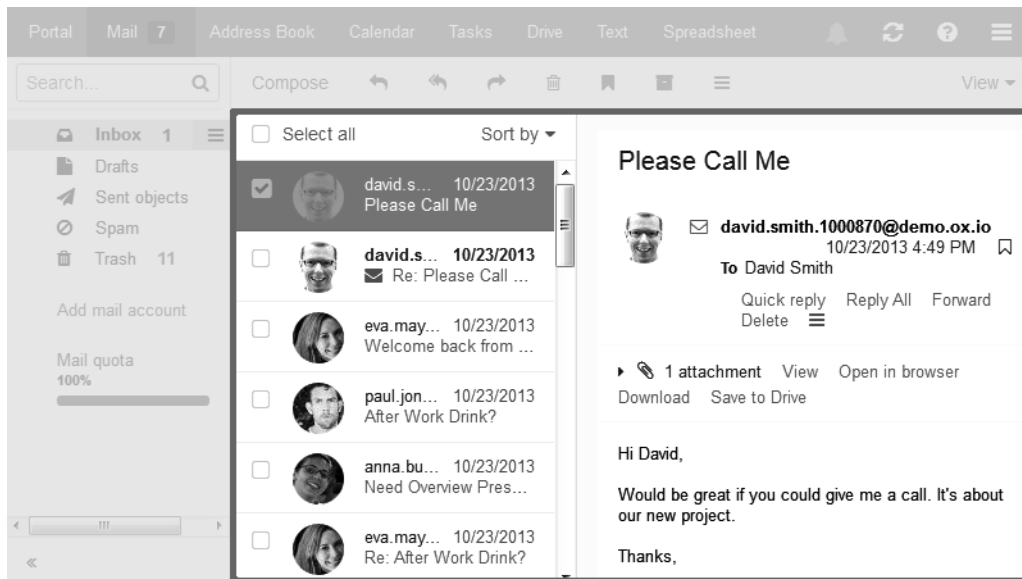 Portal Mail 7 Address Book Calendar Tasks Drive Text Spreadsheet
Search... Compose View
Inbox 1
Drafts
Sent objects
Spam
Trash 11
Add mail account
Mail quota
100%
Select all Sort by
david.s... 10/23/2013
Please Call Me
david.s... 10/23/2013
Re: Please Call ...
eva.may... 10/23/2013
Welcome back from ...
paul.jon... 10/23/2013
After Work Drink?
anna.bu... 10/23/2013
Need Overview Pres...
eva.may... 10/23/2013
Re: After Work Drink?
Please Call Me
david.smith.1000870@demo.ox.io
10/23/2013 4:49 PM
To David Smith
Quick reply Reply All Forward
Delete
1 attachment View Open in browser
Download Save to Drive
Hi David,
Would be great if you could give me a call. It's about
our new project.
Thanks,